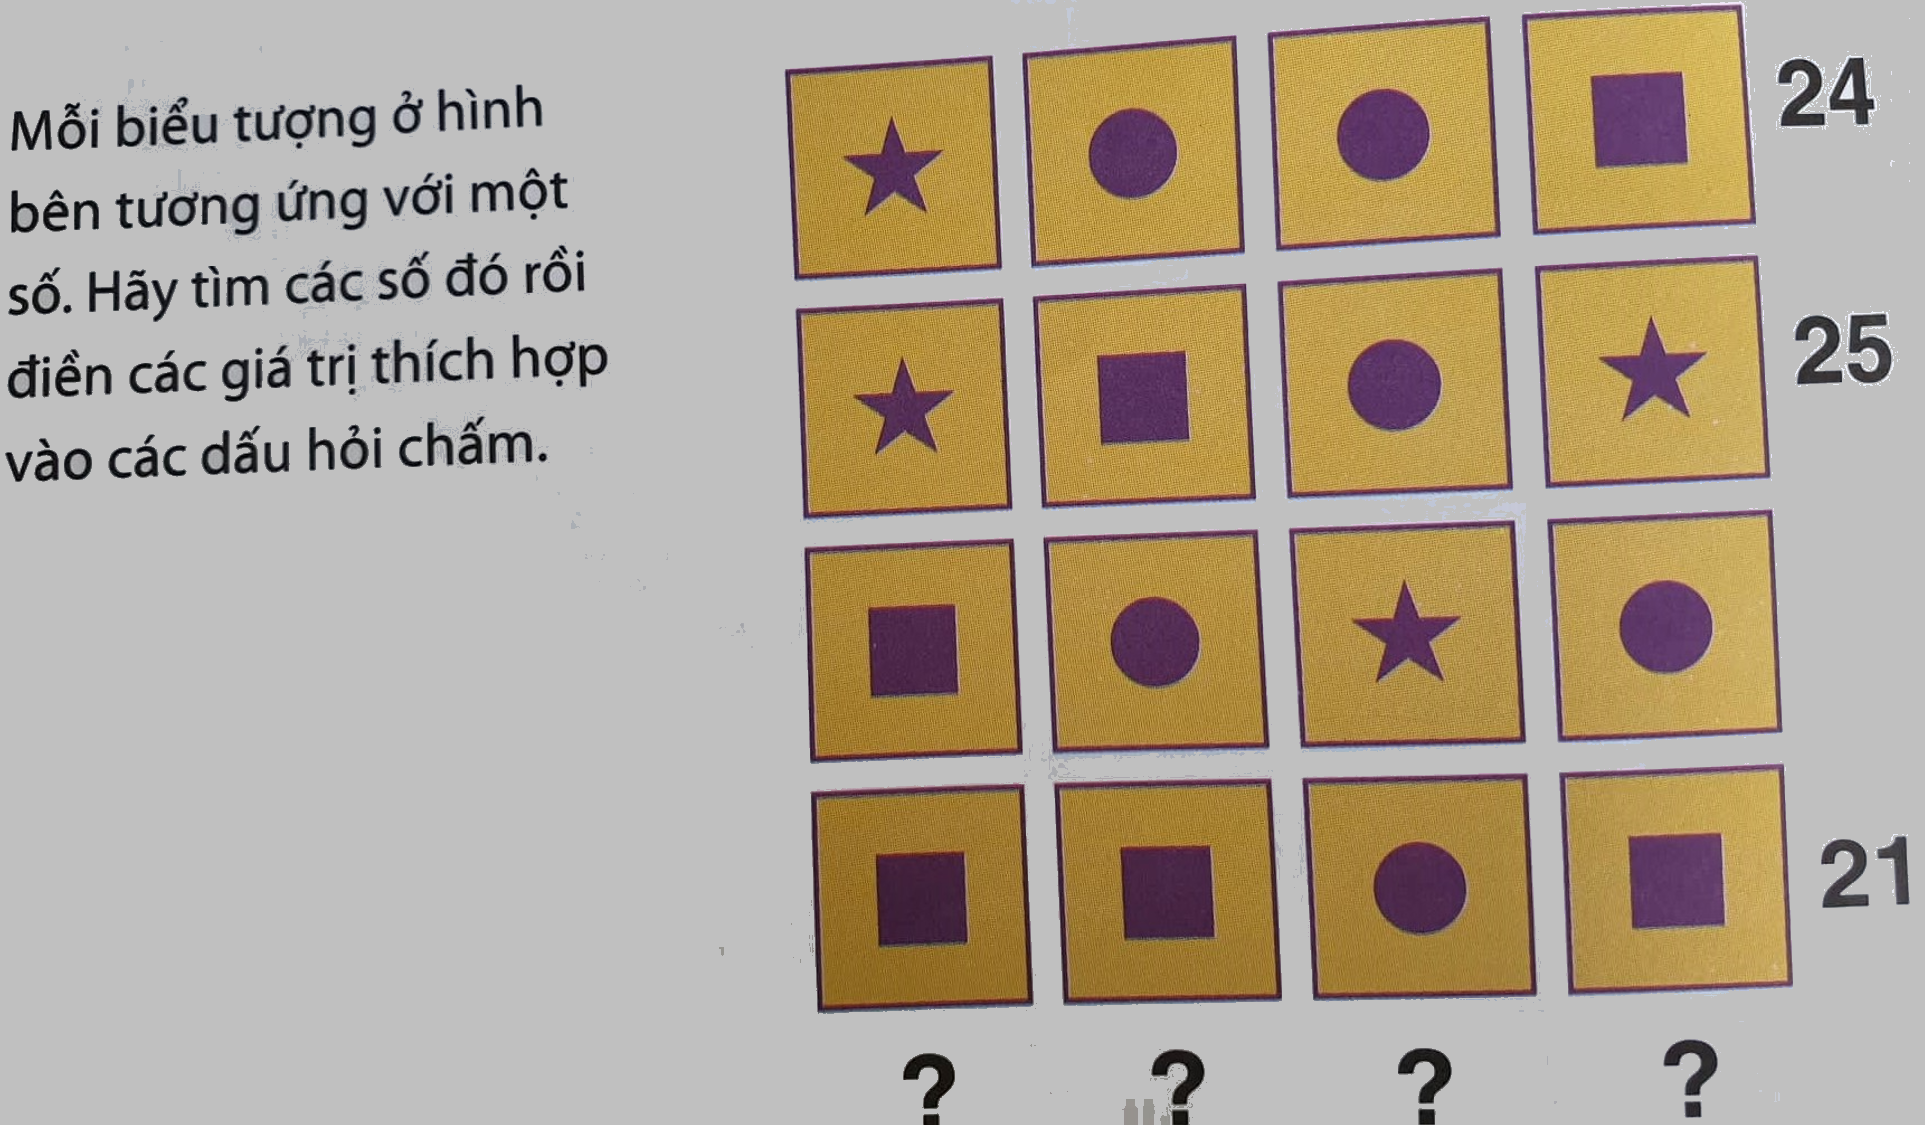 Mỗi biểu tượng ở hình
bên tương ứng với một
số. Hãy tìm các số đó rồi
điền các giá trị thích hợp
vào các dấu hỏi chấm.
24
25
21
? ? ? ?